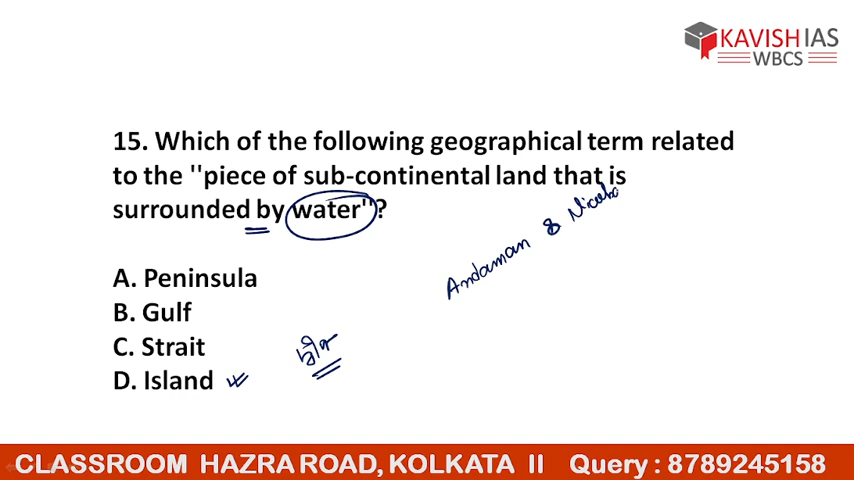 KAVISH IAS
WBCS
15. Which of the following geographical term related
to the ''piece of sub-continental land that is
surrounded by water''?
Andaman & Nicoba
A. Peninsula
B. Gulf
C. Strait
D. Island
CLASSROOM HAZRA ROAD, KOLKATA II Query : 8789245158